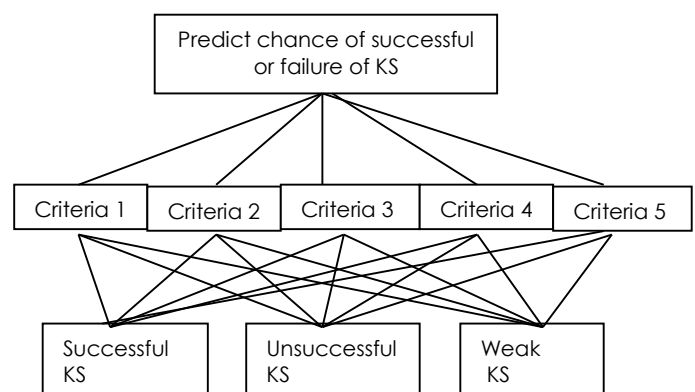 Predict chance of successful
or failure of KS
Criteria 1
Criteria 2
Criteria 3
Criteria 4
Criteria 5
Successful
KS
Unsuccessful
KS
Weak
KS